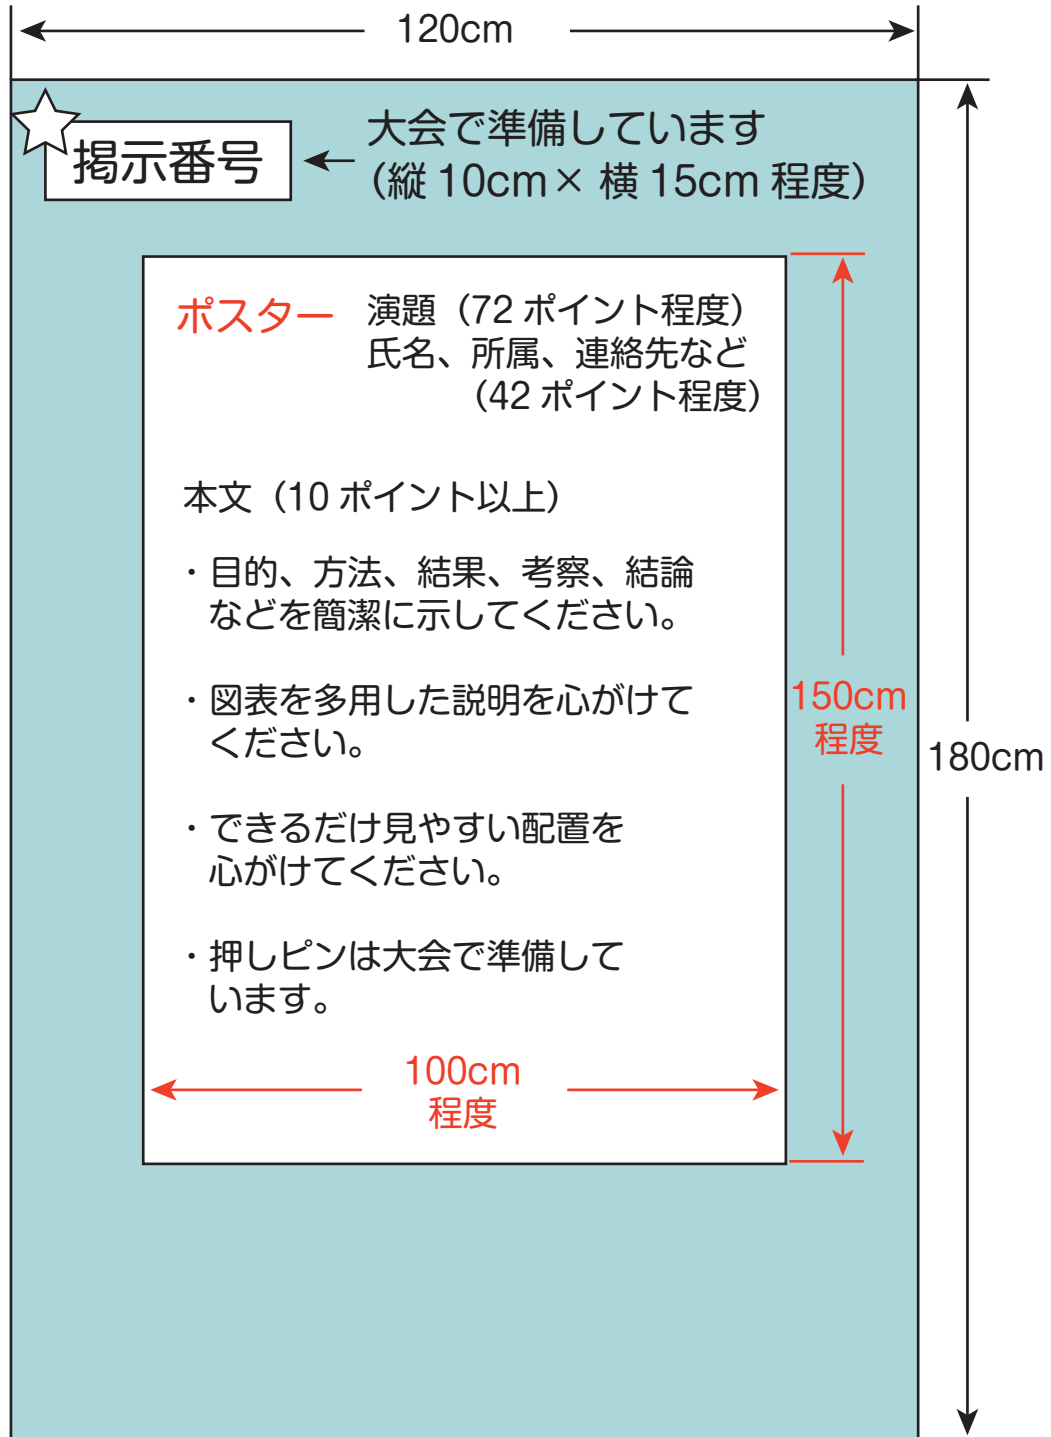 120cm
掲示番号
大会で準備しています
（縦 10cm× 横 15cm 程度）
ポスター
演題（72 ポイント程度）
氏名、所属、連絡先など
（42 ポイント程度）
本文（10 ポイント以上）
・目的、方法、結果、考察、結論
などを簡潔に示してください。
・図表を多用した説明を心がけて
ください。
・できるだけ見やすい配置を
心がけてください。
・押しピンは大会で準備して
います。
100cm
程度
150cm
程度
180cm